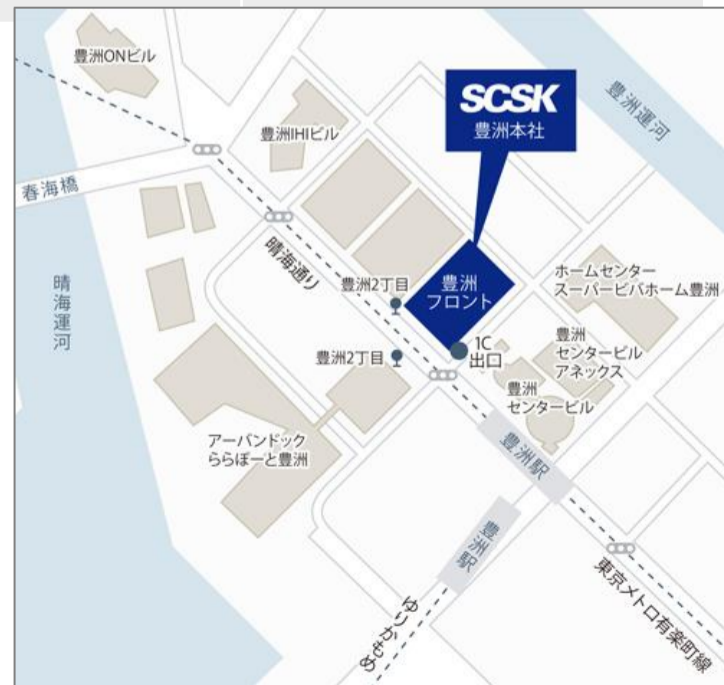 豊洲ONビル
SCSK
豊洲本社
豊洲運河
豊洲IHIビル
春海橋
晴海通り
晴海運河
豊洲2丁目
豊洲
フロント
ホームセンター
スーパービバホーム豊洲
1C
出口
豊洲2丁目
豊洲
センタービル
アネックス
豊洲
センタービル
アーバンドック
ららぽーと豊洲
豊洲駅
豊洲駅
東京メトロ有楽町線
ゆりかもめ